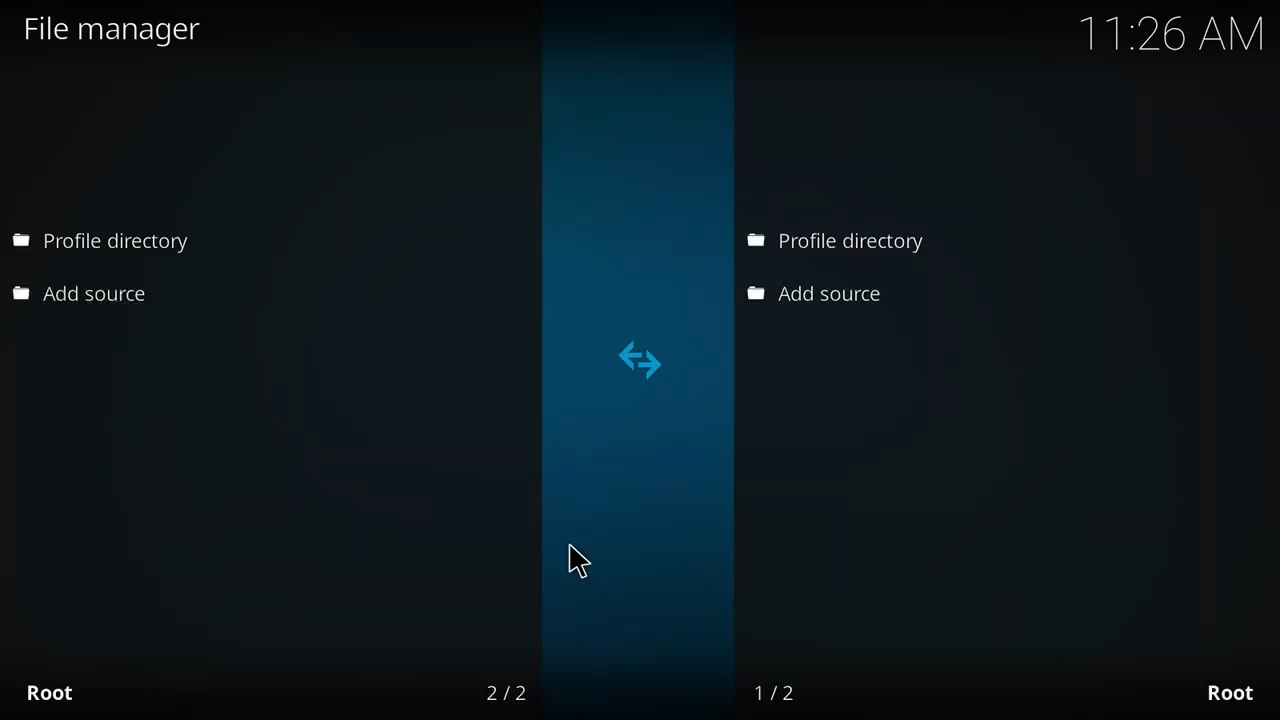 File manager
11:26 AM
Profile directory
Add source
Profile directory
Add source
Root
2 / 2
1 / 2
Root